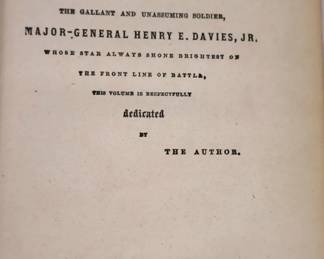 THE GALLANT AND UNASSUMING SOLDIER,
MAJOR-GENERAL HENRY E. DAVIES, JR.
WHOSE STAR ALWAYS SHONE BRIGHTEST ON
THE FRONT LINE OF BATTLE,
THIS VOLUME IS RESPECTFULLY
dedicated
BY
THE AUTHOR.